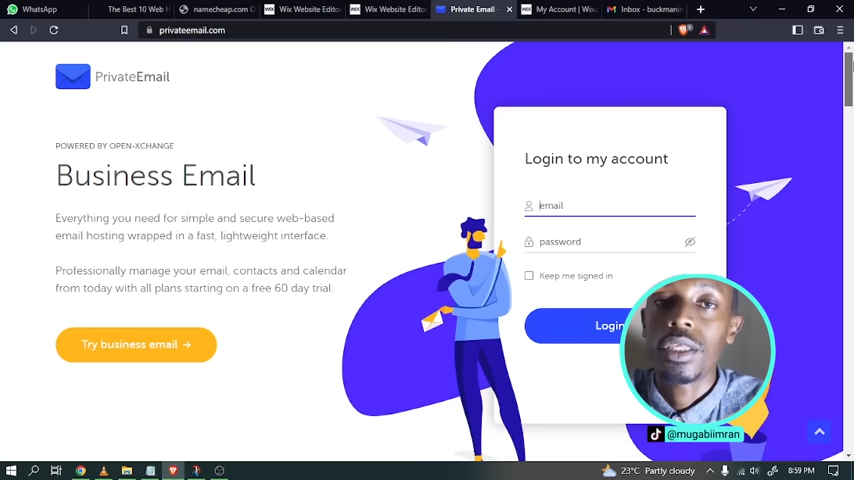 WhatsApp
The Best 10 Web H
namecheap.com O
WIX
Wix Website Editor
WIX
Wix Website Editor
Private Email -
WIX
My Account | Wix.
Inbox - buckmanin
privateemail.com
PrivateEmail
POWERED BY OPEN-XCHANGE
Business Email
Everything you need for simple and secure web-based
email hosting wrapped in a fast, lightweight interface.
Professionally manage your email, contacts and calendar
from today with all plans starting on a free 60 day trial.
Try business email →
Login to my account
email
password
Keep me signed in
Login
@mugabiimran
23°C Partly cloudy
8:59 PM